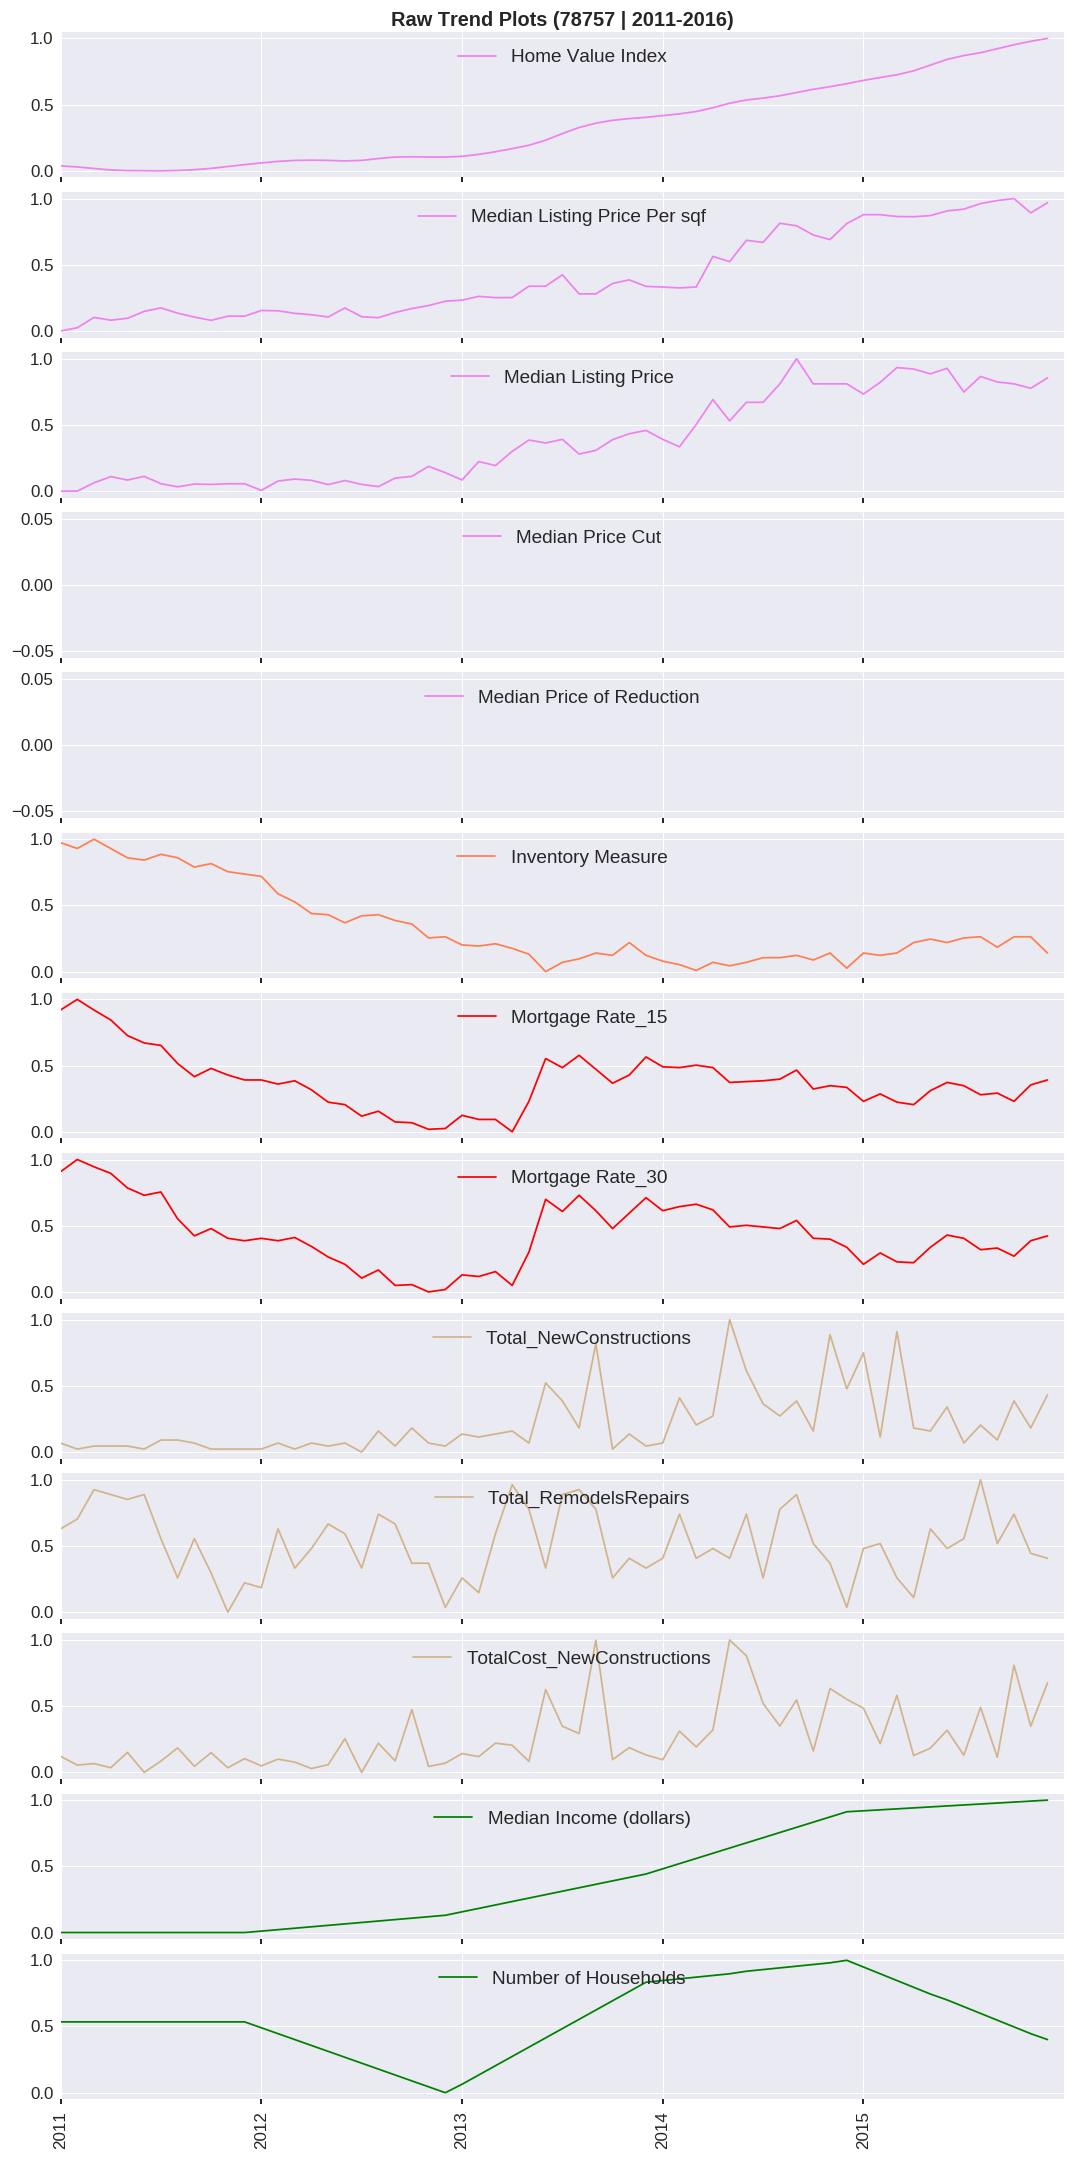 Raw Trend Plots (78757 | 2011-2016)
1.0
Home Value Index
0.5
0.0
1.0
Median Listing Price Per sqf
0.5
0.0
1.0
Median Listing Price
0.5
0.0
0.05
Median Price Cut
0.00
−0.05
0.05
Median Price of Reduction
0.00
−0.05
1.0
Inventory Measure
0.5
0.0
1.0
Mortgage Rate_15
0.5
0.0
1.0
Mortgage Rate_30
0.5
0.0
1.0
Total_NewConstructions
0.5
0.0
1.0
Total_RemodelsRepairs
0.5
0.0
1.0
TotalCost_NewConstructions
0.5
0.0
1.0
Median Income (dollars)
0.5
0.0
1.0
Number of Households
0.5
0.0
2011 2012 2013 2014 2015